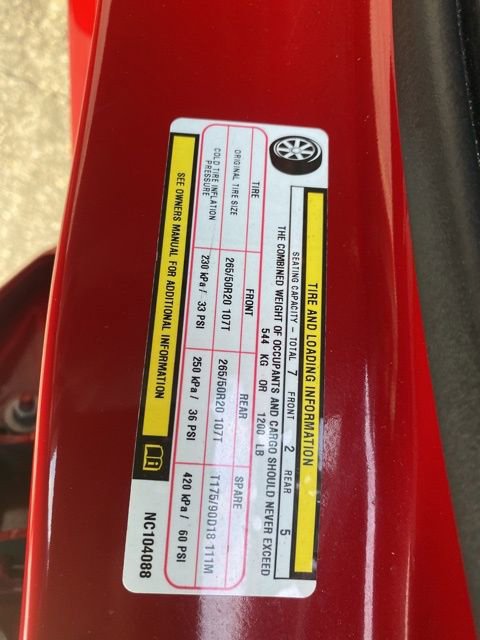 TIRE AND LOADING INFORMATION
SEATING CAPACITY – TOTAL 7 FRONT 2 REAR 5
THE COMBINED WEIGHT OF OCCUPANTS AND CARGO SHOULD NEVER EXCEED
544 KG OR 1200 LB
TIRE FRONT REAR SPARE
ORIGINAL TIRE SIZE 265/50R20 107T 265/50R20 107T T175/90D18 111M
COLD TIRE INFLATION
PRESSURE 230 kPa/ 33 PSI 250 kPa/ 36 PSI 420 kPa/ 60 PSI
SEE OWNERS MANUAL FOR ADDITIONAL INFORMATION
NC104088